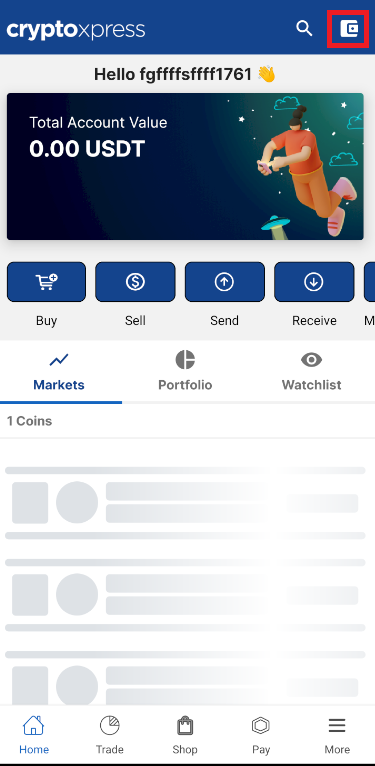 cryptoxpress
Hello fgffffsffff1761 👋
Total Account Value
0.00 USDT
Buy
Sell
Send
Receive
M
Markets
Portfolio
Watchlist
1 Coins
Home
Trade
Shop
Pay
More